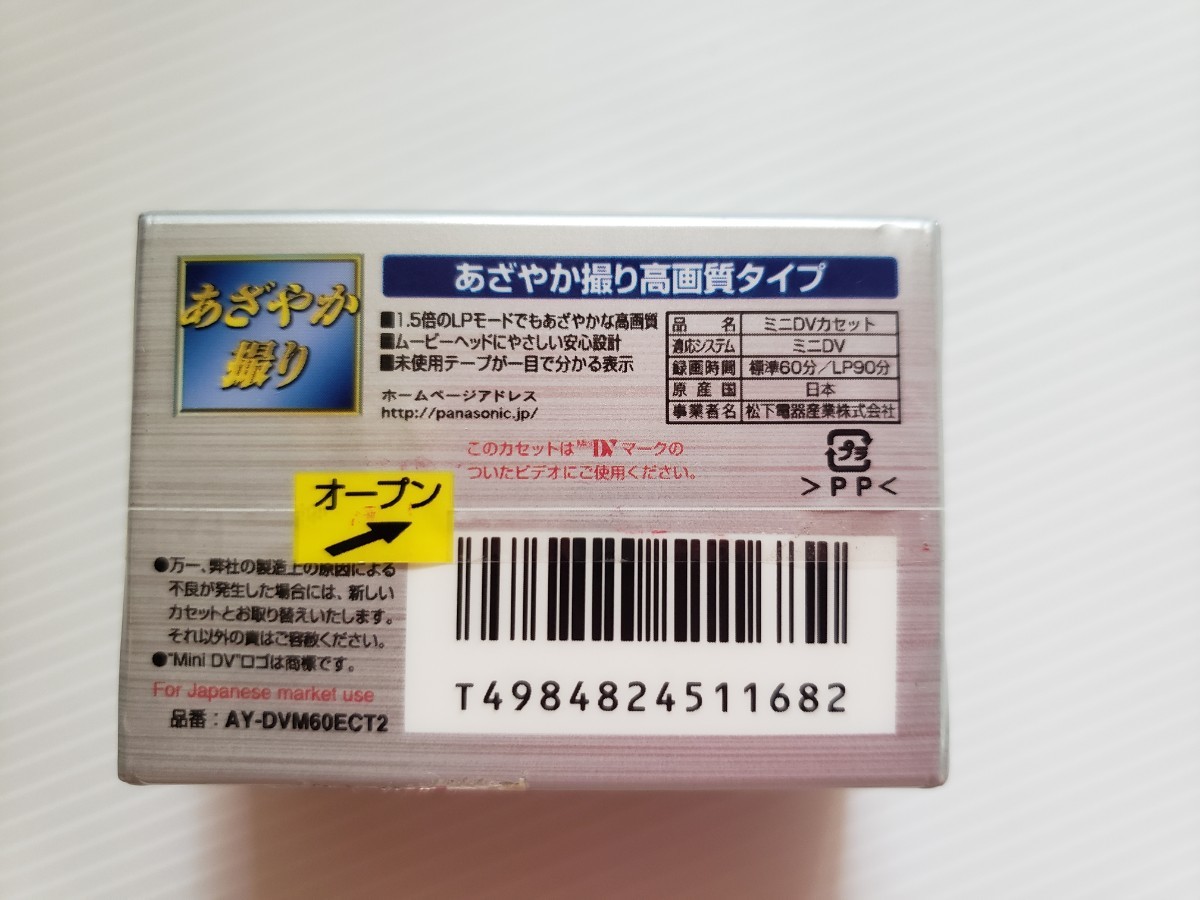 あざやか
撮り
あざやか撮り高画質タイプ
■1.5倍のLPモードでもあざやかな高画質
■ムービーヘッドにやさしい安心設計
■未使用テープが一目で分かる表示
ホームページアドレス
http://panasonic.jp/
品名 ミニDVカセット
適応システム ミニDV
録画時間 標準60分/LP90分
原産国 日本
事業者名 松下電器産業株式会社
このカセットはMini DVマークの
ついたビデオにご使用ください。
プラ
>PP<
オープン
●万一、弊社の製造上の原因による
不良が発生した場合には、新しい
カセットとお取り替えいたします。
それ以外の責はご容赦ください。
●"Mini DV"ロゴは商標です。
For Japanese market use
品番:AY-DVM60ECT2
T4984824511682